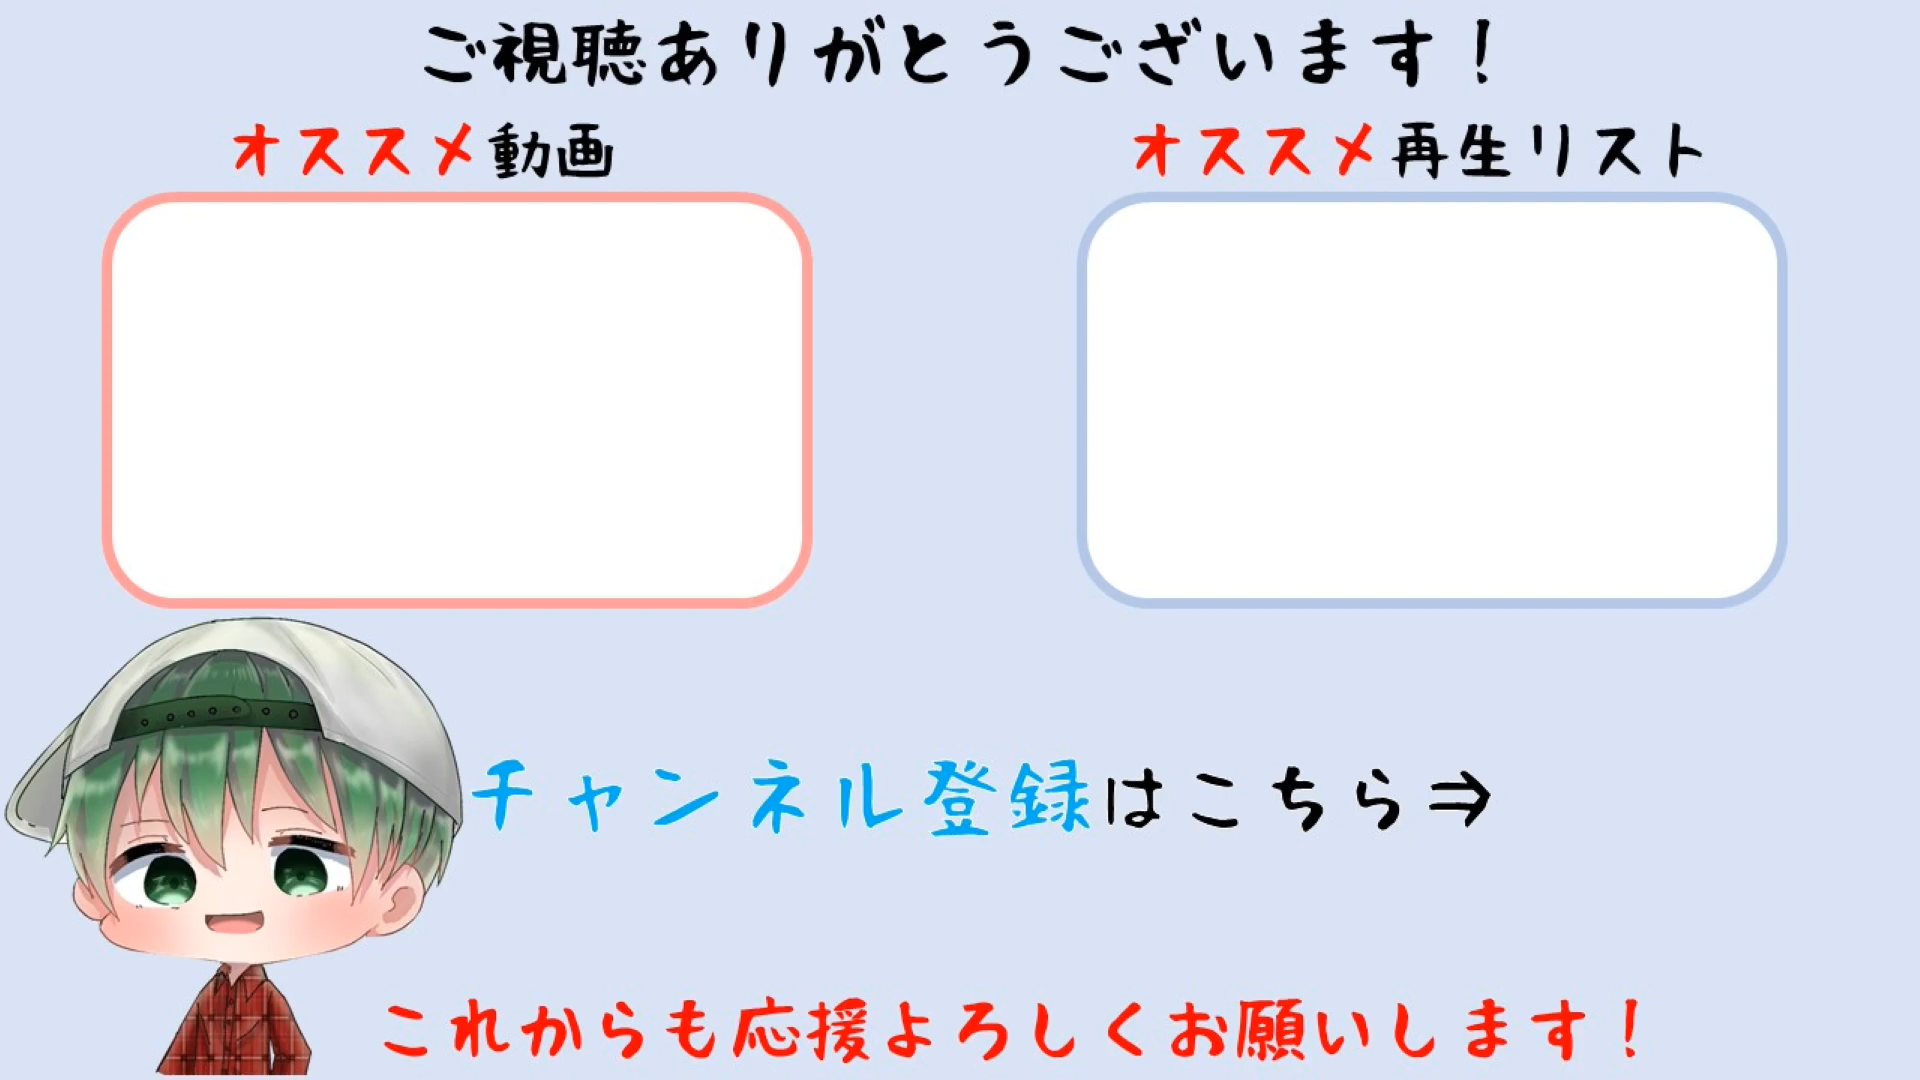 ご視聴ありがとうございます！
オススメ動画
オススメ再生リスト
チャンネル登録はこちら⇒
これからも応援よろしくお願いします！